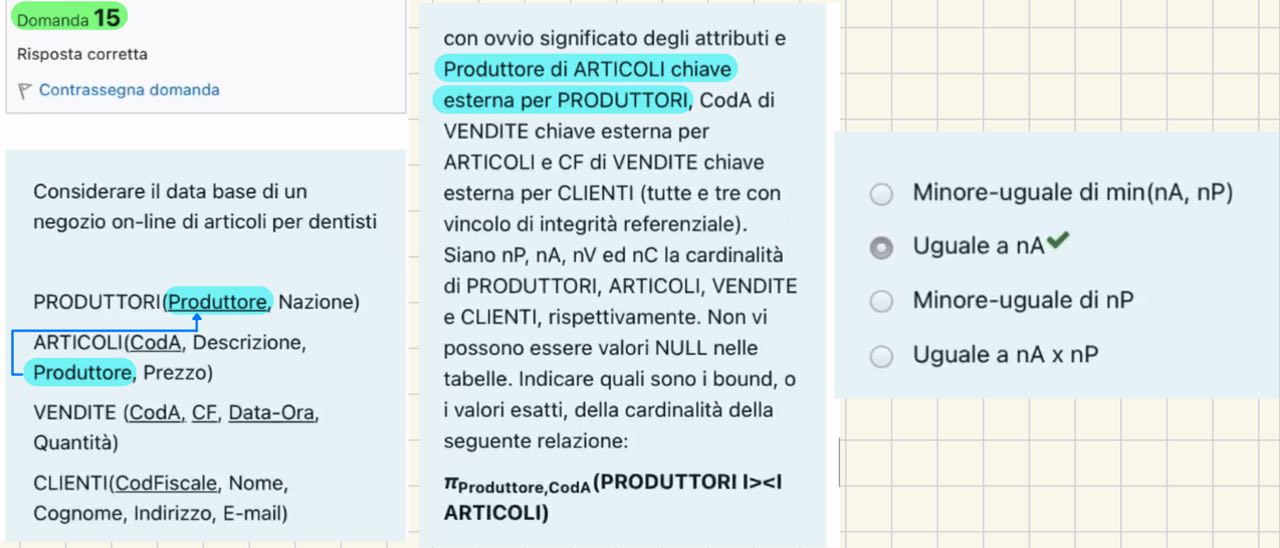 Domanda 15
Risposta corretta
Contrassegna domanda
Considerare il data base di un
negozio on-line di articoli per dentisti
PRODUTTORI(Produttore, Nazione)
ARTICOLI(CodA, Descrizione,
Produttore, Prezzo)
VENDITE (CodA, CF, Data-Ora,
Quantità)
CLIENTI(CodFiscale, Nome,
Cognome, Indirizzo, E-mail)
con ovvio significato degli attributi e
Produttore di ARTICOLI chiave
esterna per PRODUTTORI, CodA di
VENDITE chiave esterna per
ARTICOLI e CF di VENDITE chiave
esterna per CLIENTI (tutte e tre con
vincolo di integrità referenziale).
Siano nP, nA, nV ed nC la cardinalità
di PRODUTTORI, ARTICOLI, VENDITE
e CLIENTI, rispettivamente. Non vi
possono essere valori NULL nelle
tabelle. Indicare quali sono i bound, o
i valori esatti, della cardinalità della
seguente relazione:
πProduttore,CodA(PRODUTTORI I><I
ARTICOLI)
Minore-uguale di min(nA, nP)
Uguale a nA
Minore-uguale di nP
Uguale a nA x nP